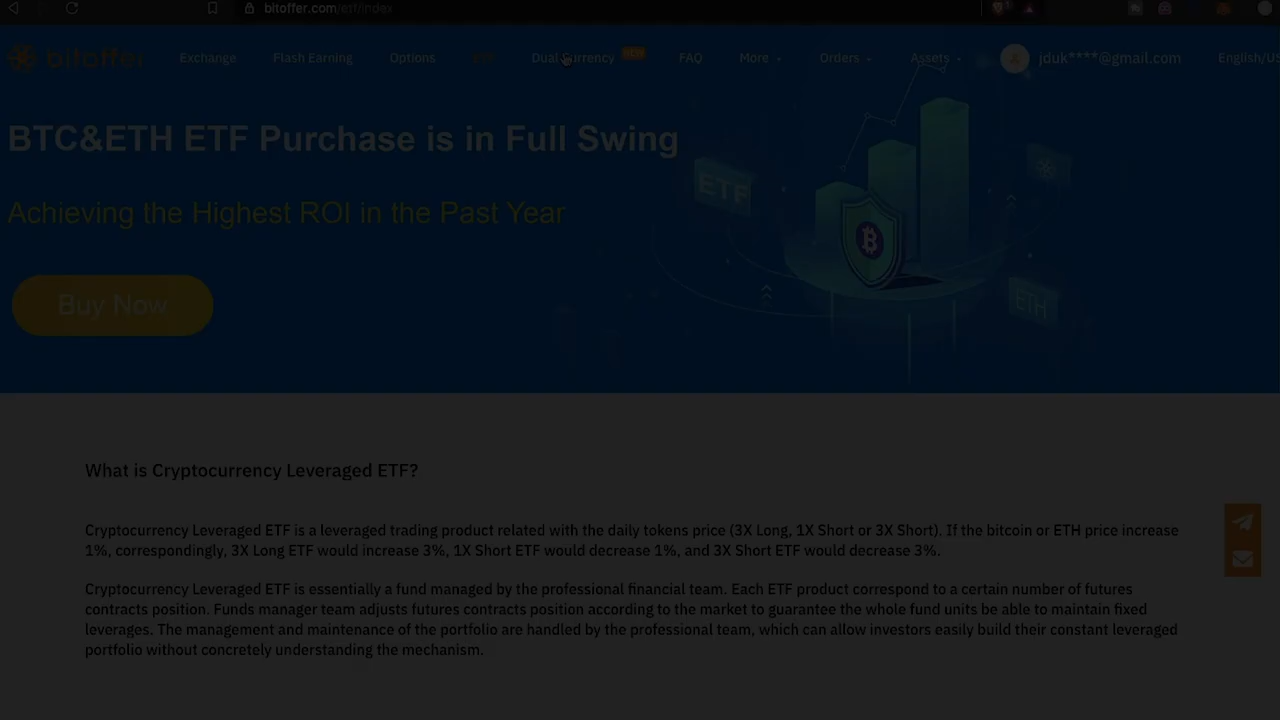 bitoffer.com/etf/index
bitoffer
Exchange
Flash Earning
Options
ETF
Dual Currency
NEW
FAQ
More
Orders
Assets
jduk****@gmail.com
English/US
BTC&ETH ETF Purchase is in Full Swing
Achieving the Highest ROI in the Past Year
Buy Now
ETF
ETH
What is Cryptocurrency Leveraged ETF?
Cryptocurrency Leveraged ETF is a leveraged trading product related with the daily tokens price (3X Long, 1X Short or 3X Short). If the bitcoin or ETH price increase
1%, correspondingly, 3X Long ETF would increase 3%, 1X Short ETF would decrease 1%, and 3X Short ETF would decrease 3%.
Cryptocurrency Leveraged ETF is essentially a fund managed by the professional financial team. Each ETF product correspond to a certain number of futures
contracts position. Funds manager team adjusts futures contracts position according to the market to guarantee the whole fund units be able to maintain fixed
leverages. The management and maintenance of the portfolio are handled by the professional team, which can allow investors easily build their constant leveraged
portfolio without concretely understanding the mechanism.